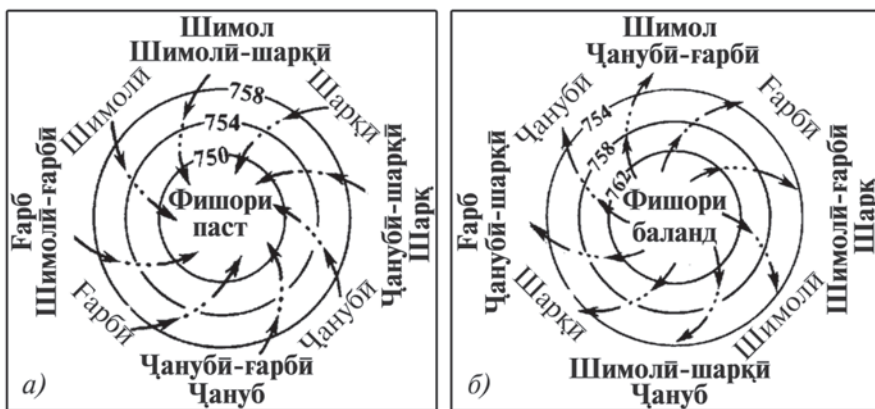 Шимол
Шимолӣ-шарқӣ
Шимолӣ
Шарқӣ
758
754
750
Фишори
паст
Ғарб
Шимолӣ-ғарбӣ
Ҷанубӣ-шарқӣ
Шарқ
Ғарбӣ
Ҷанубӣ
Ҷанубӣ-ғарбӣ
Ҷануб
а)
Шимол
Ҷанубӣ-ғарбӣ
Ҷанубӣ
Ғарбӣ
754
758
762
Фишори
баланд
Ғарб
Ҷанубӣ-шарқӣ
Шимолӣ-ғарбӣ
Шарқ
Шарқӣ
Шимолӣ
Шимолӣ-шарқӣ
Ҷануб
б)